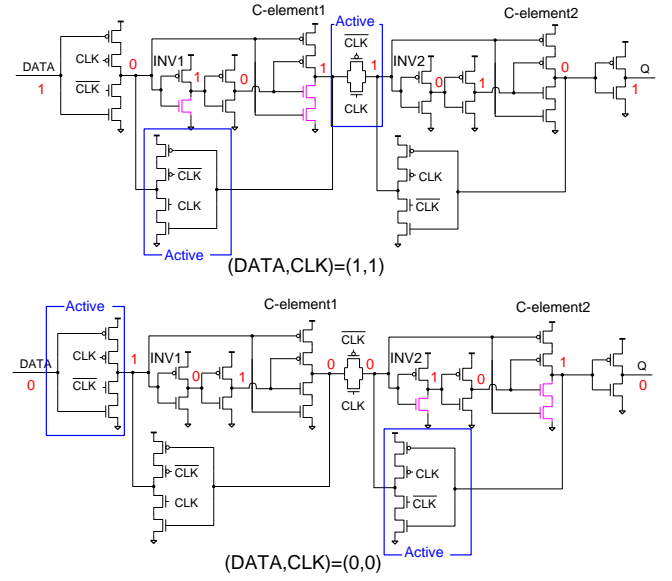 C-element1
Active
C-element2
CLK
DATA
CLK
0
INV1
1
0
1
1
INV2
0
1
0
Q
1
CLK
CLK
1
CLK
CLK
CLK
CLK
Active
(DATA,CLK)=(1,1)
Active
C-element1
C-element2
CLK
DATA
CLK
1
INV1
0
1
0
0
INV2
1
0
1
Q
0
CLK
CLK
0
CLK
CLK
CLK
CLK
Active
(DATA,CLK)=(0,0)